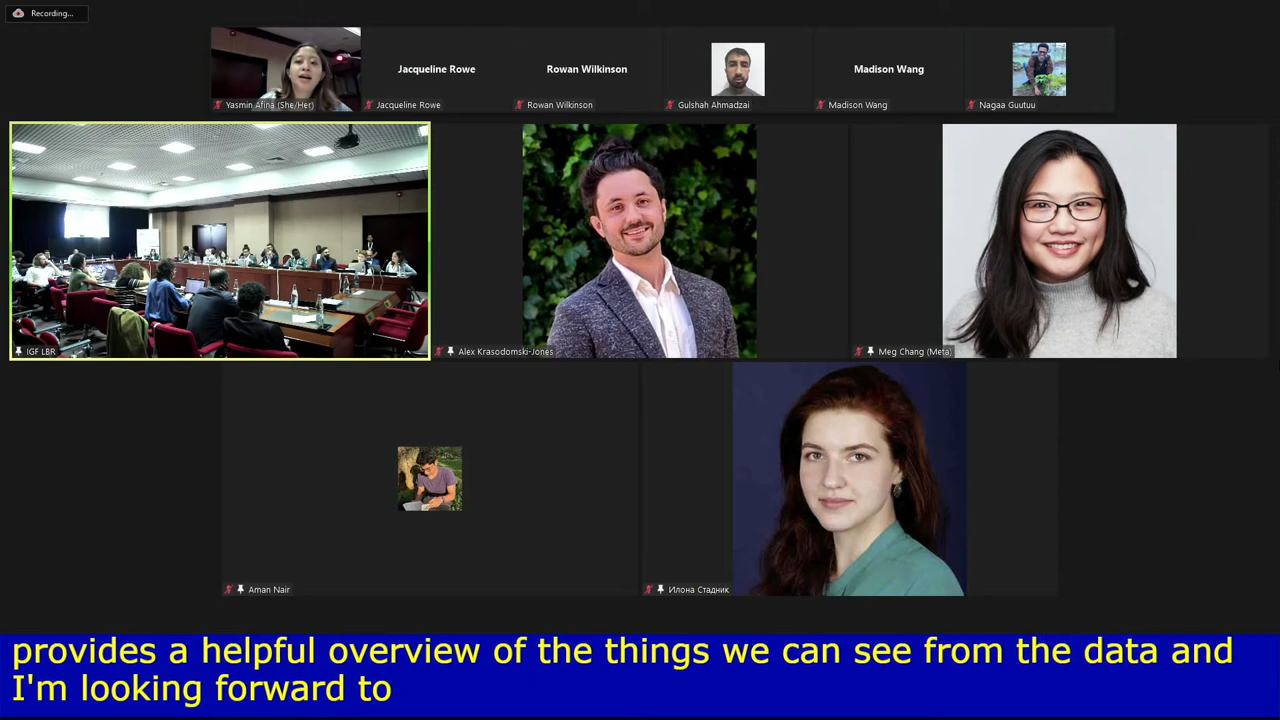 Recording...
Jacqueline Rowe
Rowan Wilkinson
Madison Wang
Yasmin Afina (She/Her)
Jacqueline Rowe
Rowan Wilkinson
Gulshah Ahmadzai
Madison Wang
Nagaa Guutuu
IGF LBR
Alex Krasodomski-Jones
Meg Chang (Meta)
Aman Nair
Илона Стадник
provides a helpful overview of the things we can see from the data and
I'm looking forward to